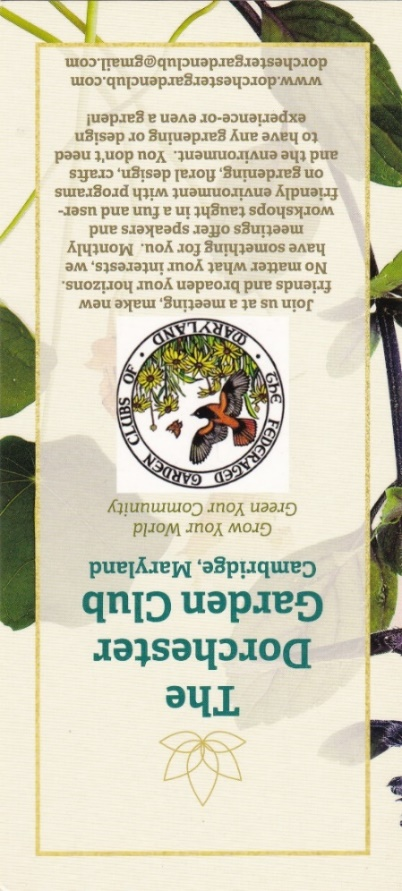 The
Dorchester
Garden Club
Cambridge, Maryland
Grow Your World
Green Your Community
The FEDERAGED GARDEN CLUBS OF • MARYLAND •
Join us at a meeting, make new
friends and broaden your horizons.
No matter what your interests, we
have something for you.  Monthly
meetings offer speakers and
workshops taught in a fun and user-
friendly environment with programs
on gardening, floral design, crafts
and the environment.  You don't need
to have any gardening or design
experience-or even a garden!
www.dorchestergardenclub.com
dorchestergardenclub@gmail.com